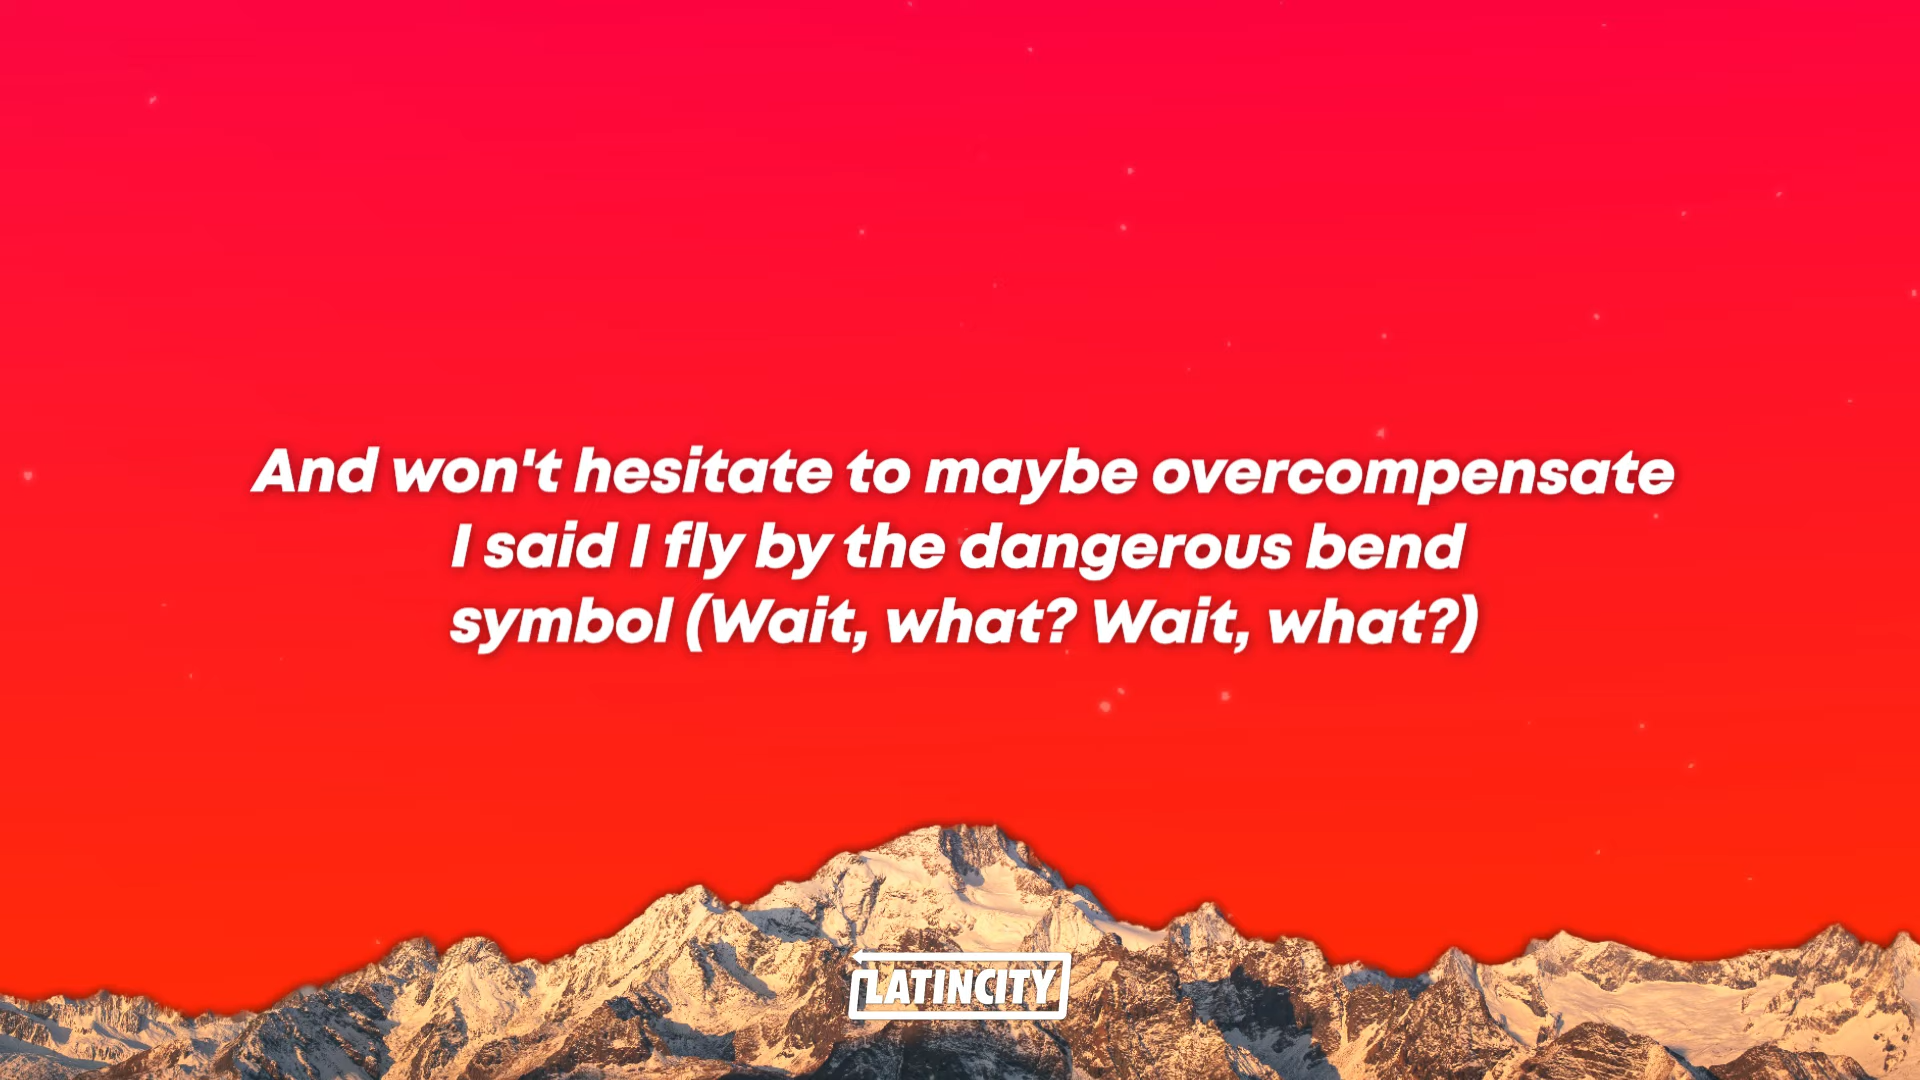 And won't hesitate to maybe overcompensate
I said I fly by the dangerous bend
symbol (Wait, what? Wait, what?)
LATINCITY